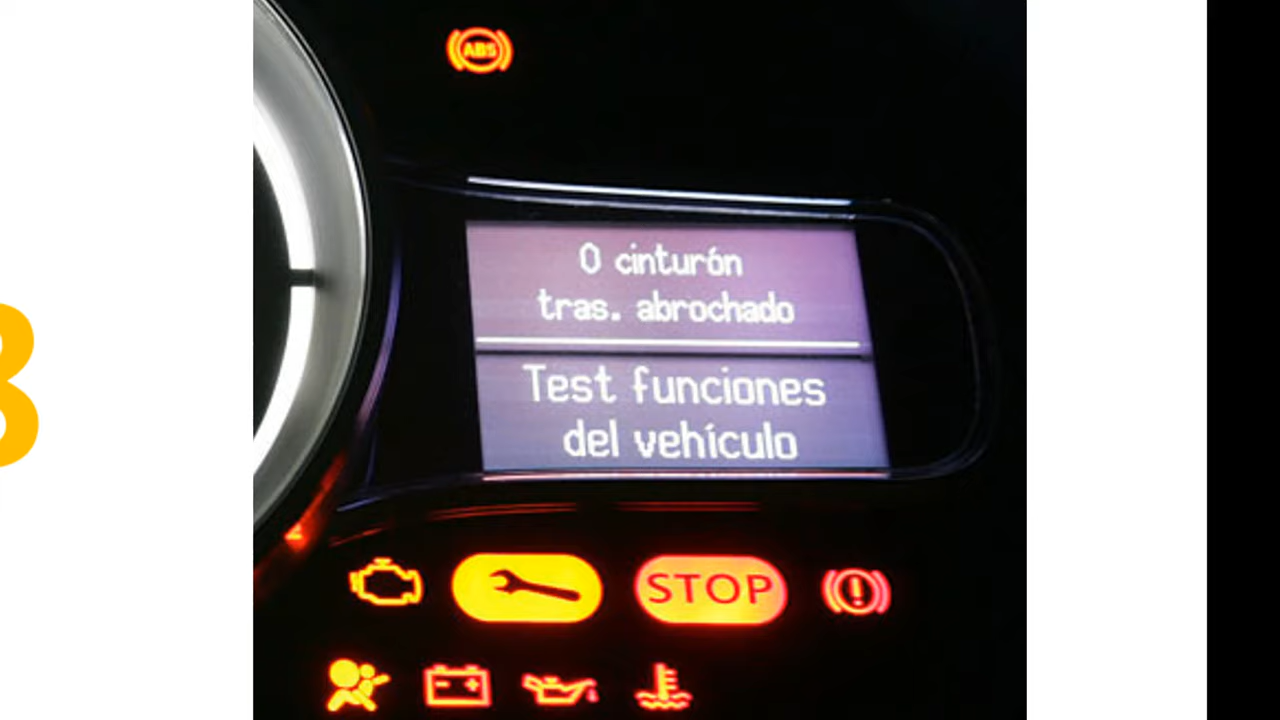 ABS
0 cinturón
tras. abrochado
Test funciones
del vehículo
STOP